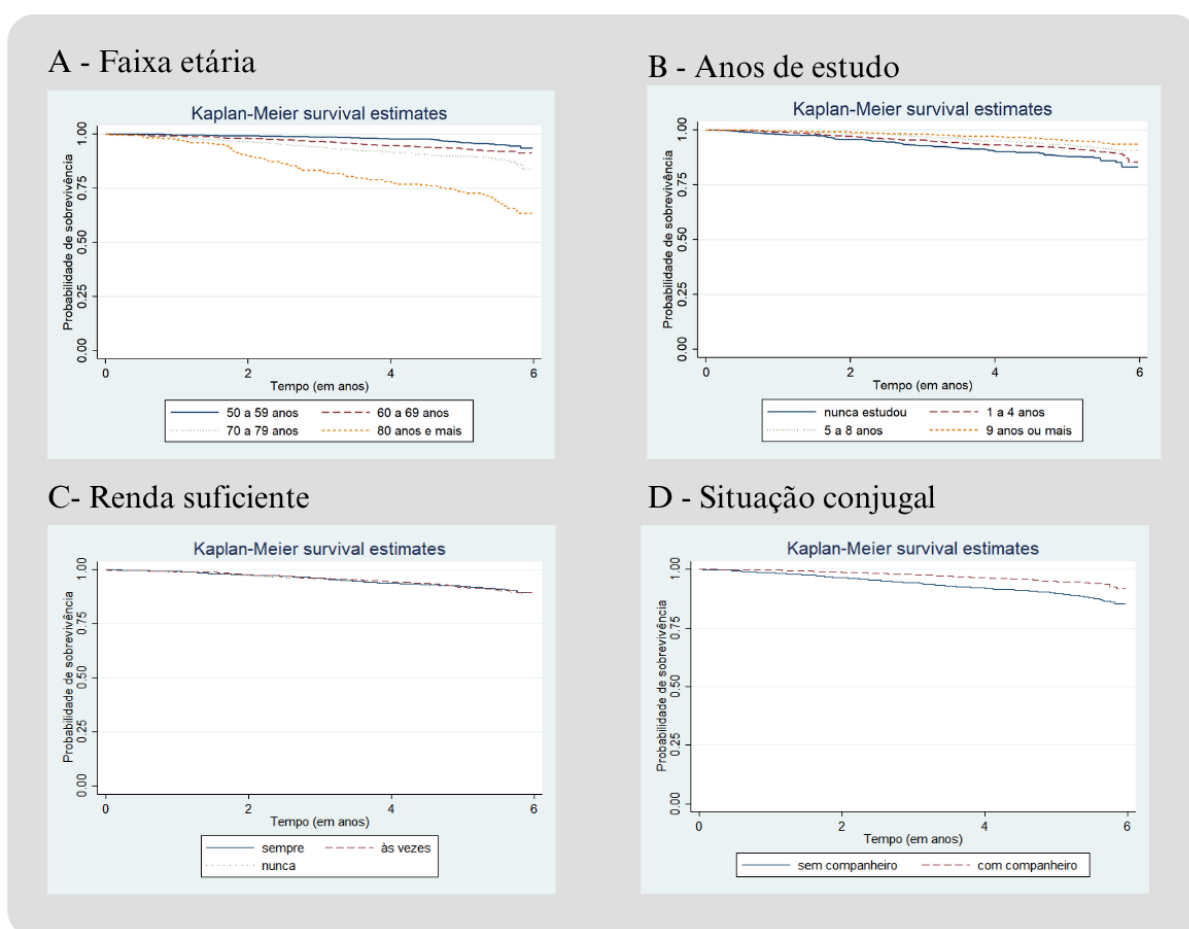 A - Faixa etária
Kaplan-Meier survival estimates
Probabilidade de sobrevivência
1.00
0.75
0.50
0.25
0.00
0 2 4 6
Tempo (em anos)
50 a 59 anos 60 a 69 anos
70 a 79 anos 80 anos e mais
B - Anos de estudo
Kaplan-Meier survival estimates
Probabilidade de sobrevivência
1.00
0.75
0.50
0.25
0.00
0 2 4 6
Tempo (em anos)
nunca estudou 1 a 4 anos
5 a 8 anos 9 anos ou mais
C- Renda suficiente
Kaplan-Meier survival estimates
Probabilidade de sobrevivência
1.00
0.75
0.50
0.25
0.00
0 2 4 6
Tempo (em anos)
sempre às vezes
nunca
D - Situação conjugal
Kaplan-Meier survival estimates
Probabilidade de sobrevivência
1.00
0.75
0.50
0.25
0.00
0 2 4 6
Tempo (em anos)
sem companheiro com companheiro